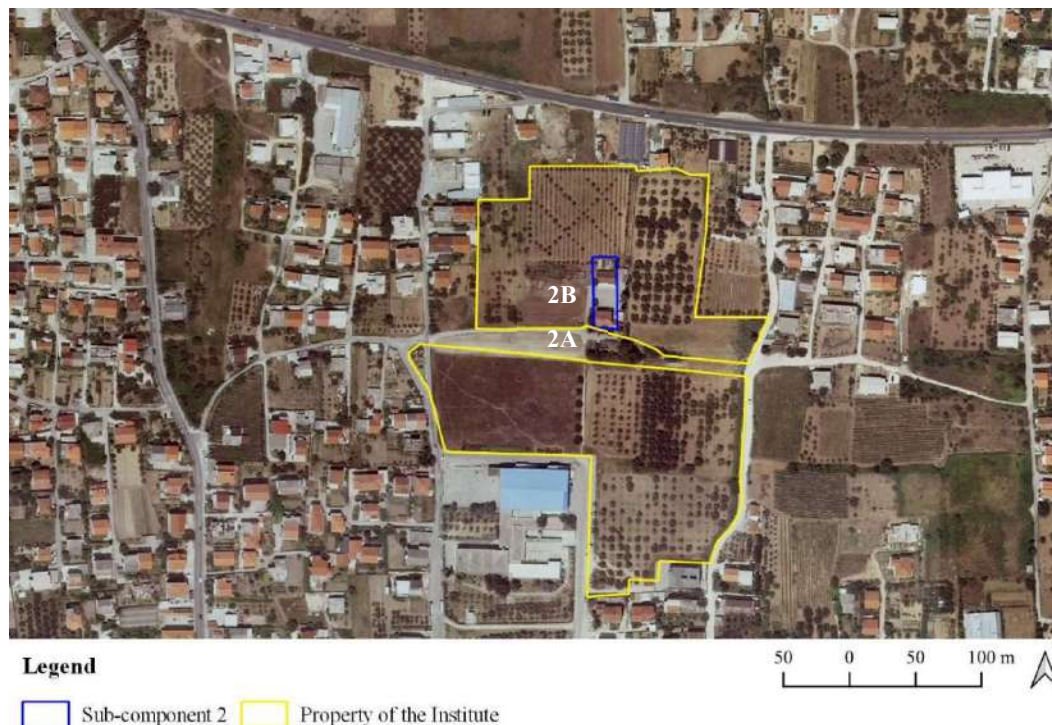 2B
2A
Legend
50 0 50 100 m
Sub-component 2 Property of the Institute